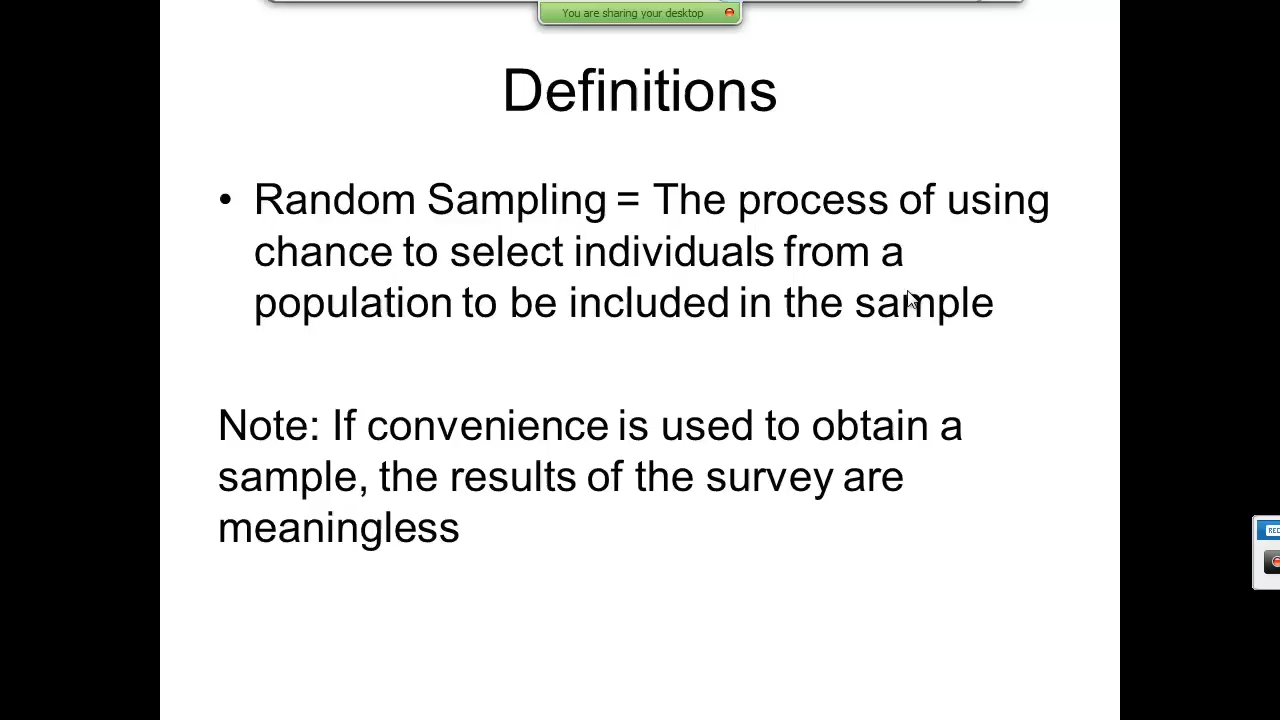 You are sharing your desktop
Definitions
• Random Sampling = The process of using
chance to select individuals from a
population to be included in the sample
Note: If convenience is used to obtain a
sample, the results of the survey are
meaningless
REC